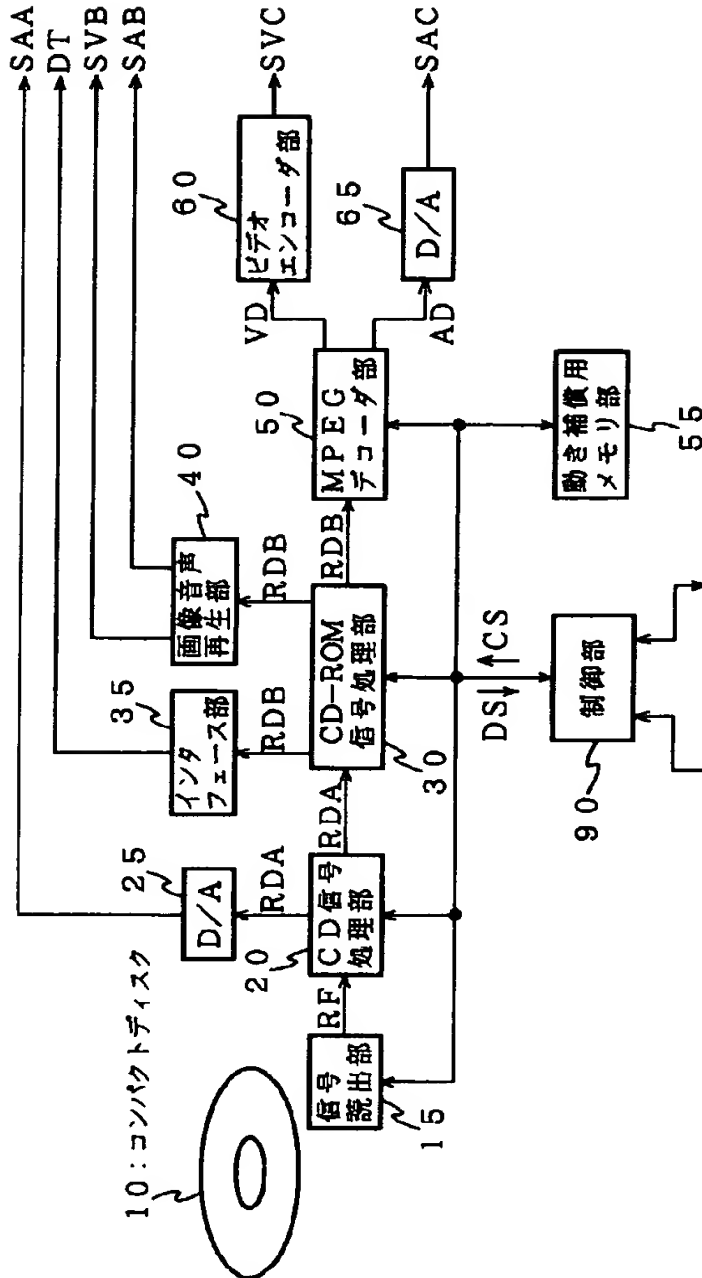 SAA
DT
SVB
SAB
SVC
SAC
60
ビデオ
エンコーダ部
65
D/A
VD
AD
50
MPEG
デコーダ部
動き補償用
メモリ部
55
40
画像音声
再生部
RDB
RDB
35
インタ
フェース部
RDB
CD-ROM
信号処理部
30
DS
CS
制御部
90
25
D/A
RDA
RDA
CD信号
処理部
20
RF
信号
読出部
15
10:コンパクトディスク